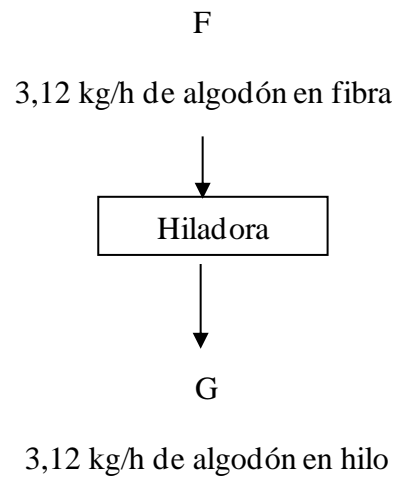 F
3,12 kg/h de algodón en fibra
Hiladora
G
3,12 kg/h de algodón en hilo